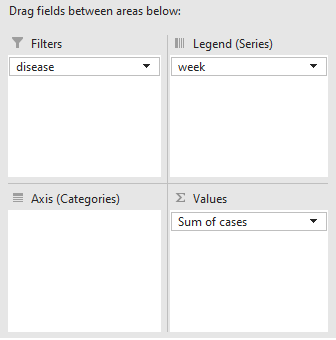 Drag fields between areas below:
Filters
disease
Legend (Series)
week
Axis (Categories)
Values
Sum of cases